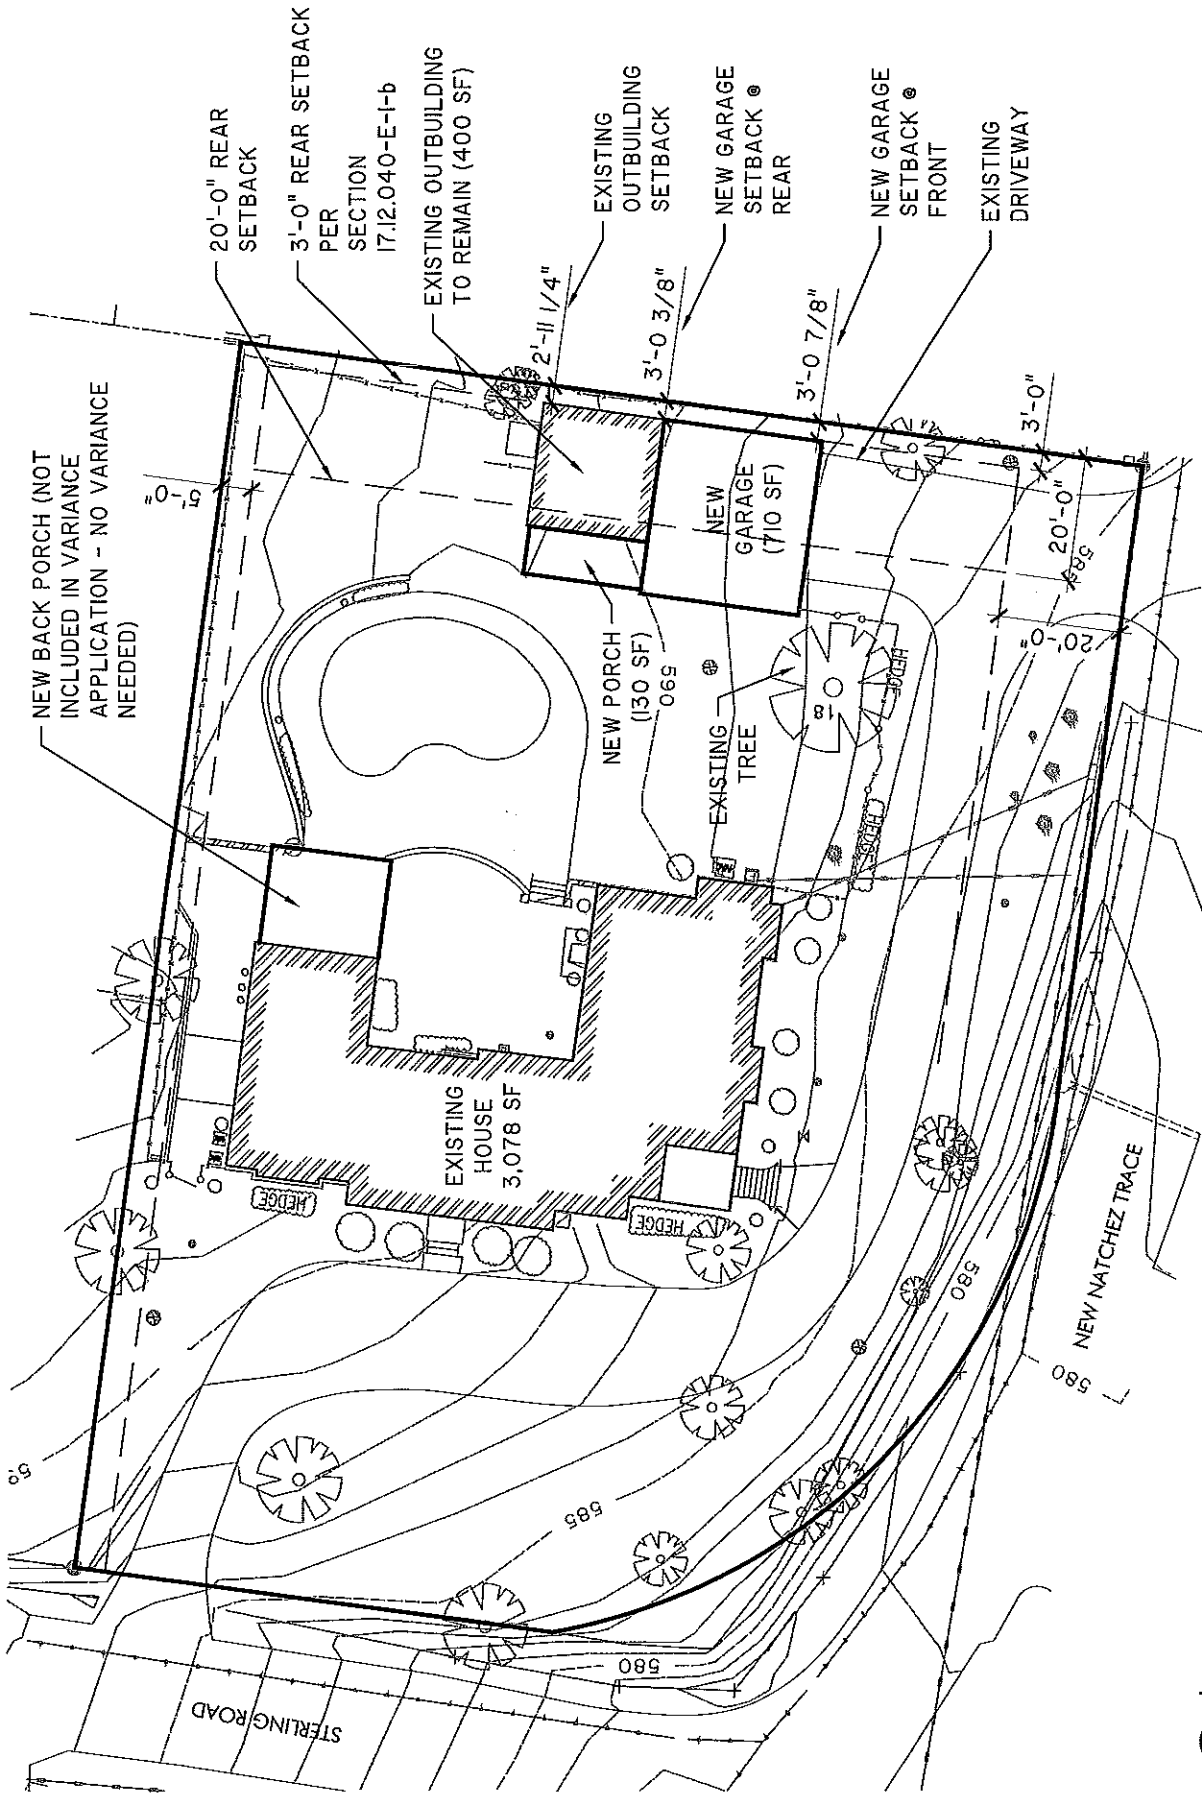 NEW BACK PORCH (NOT
INCLUDED IN VARIANCE
APPLICATION - NO VARIANCE
NEEDED)
20'-0" REAR
SETBACK
3'-0" REAR SETBACK
PER
SECTION
17.12.040-E-1-b
EXISTING OUTBUILDING
TO REMAIN (400 SF)
EXISTING
OUTBUILDING
SETBACK
NEW GARAGE
SETBACK @
REAR
NEW GARAGE
SETBACK @
FRONT
EXISTING
DRIVEWAY
5'-0"
2'-11 1/4"
3'-0 3/8"
3'-0 7/8"
3'-0"
20'-0"
20'-0"
585
NEW
GARAGE
(710 SF)
NEW PORCH
(130 SF)
590
EXISTING
TREE
18
HEDGE
HEDGE
EXISTING
HOUSE
3,078 SF
HEDGE
HEDGE
59
585
580
580
580
STERLING ROAD
NEW NATCHEZ TRACE